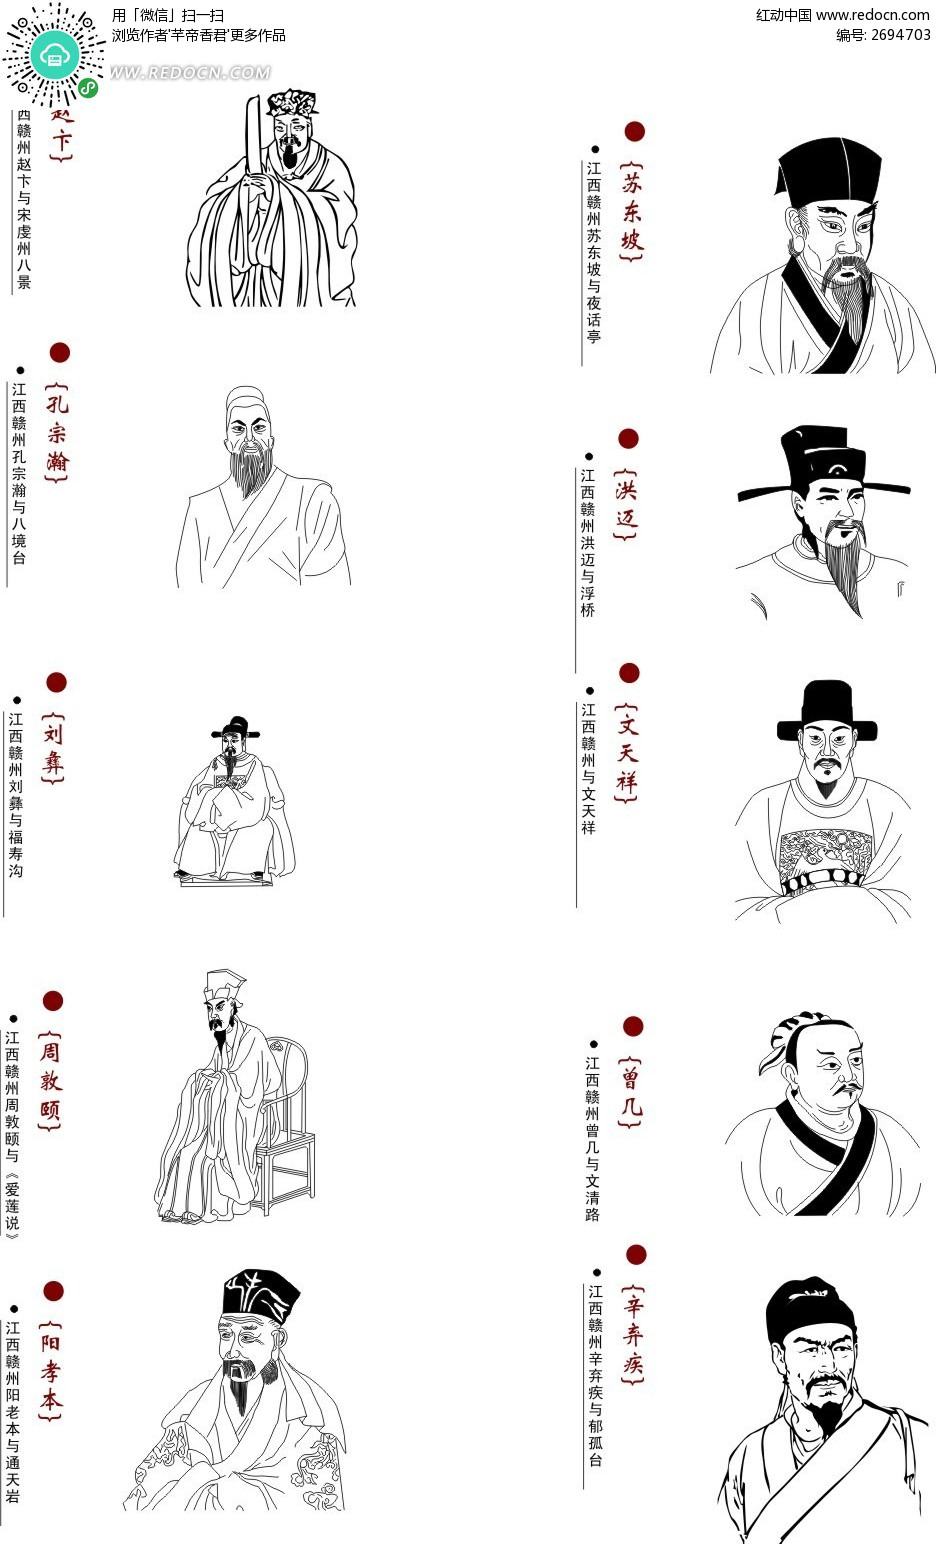 用「微信」扫一扫
浏览作者'芊帝香君'更多作品
红动中国 www.redocn.com
编号: 2694703
WWW.REDOCN.COM
赵卞
西赣州赵卞与宋虔州八景
{孔宗瀚}
江西赣州孔宗瀚与八境台
{刘彝}
江西赣州刘彝与福寿沟
{周敦颐}
江西赣州周敦颐与《爱莲说》
{阳孝本}
江西赣州阳老本与通天岩
{苏东坡}
江西赣州苏东坡与夜话亭
{洪迈}
江西赣州洪迈与浮桥
{文天祥}
江西赣州与文天祥
{曾几}
江西赣州曾几与文清路
{辛弃疾}
江西赣州辛弃疾与郁孤台